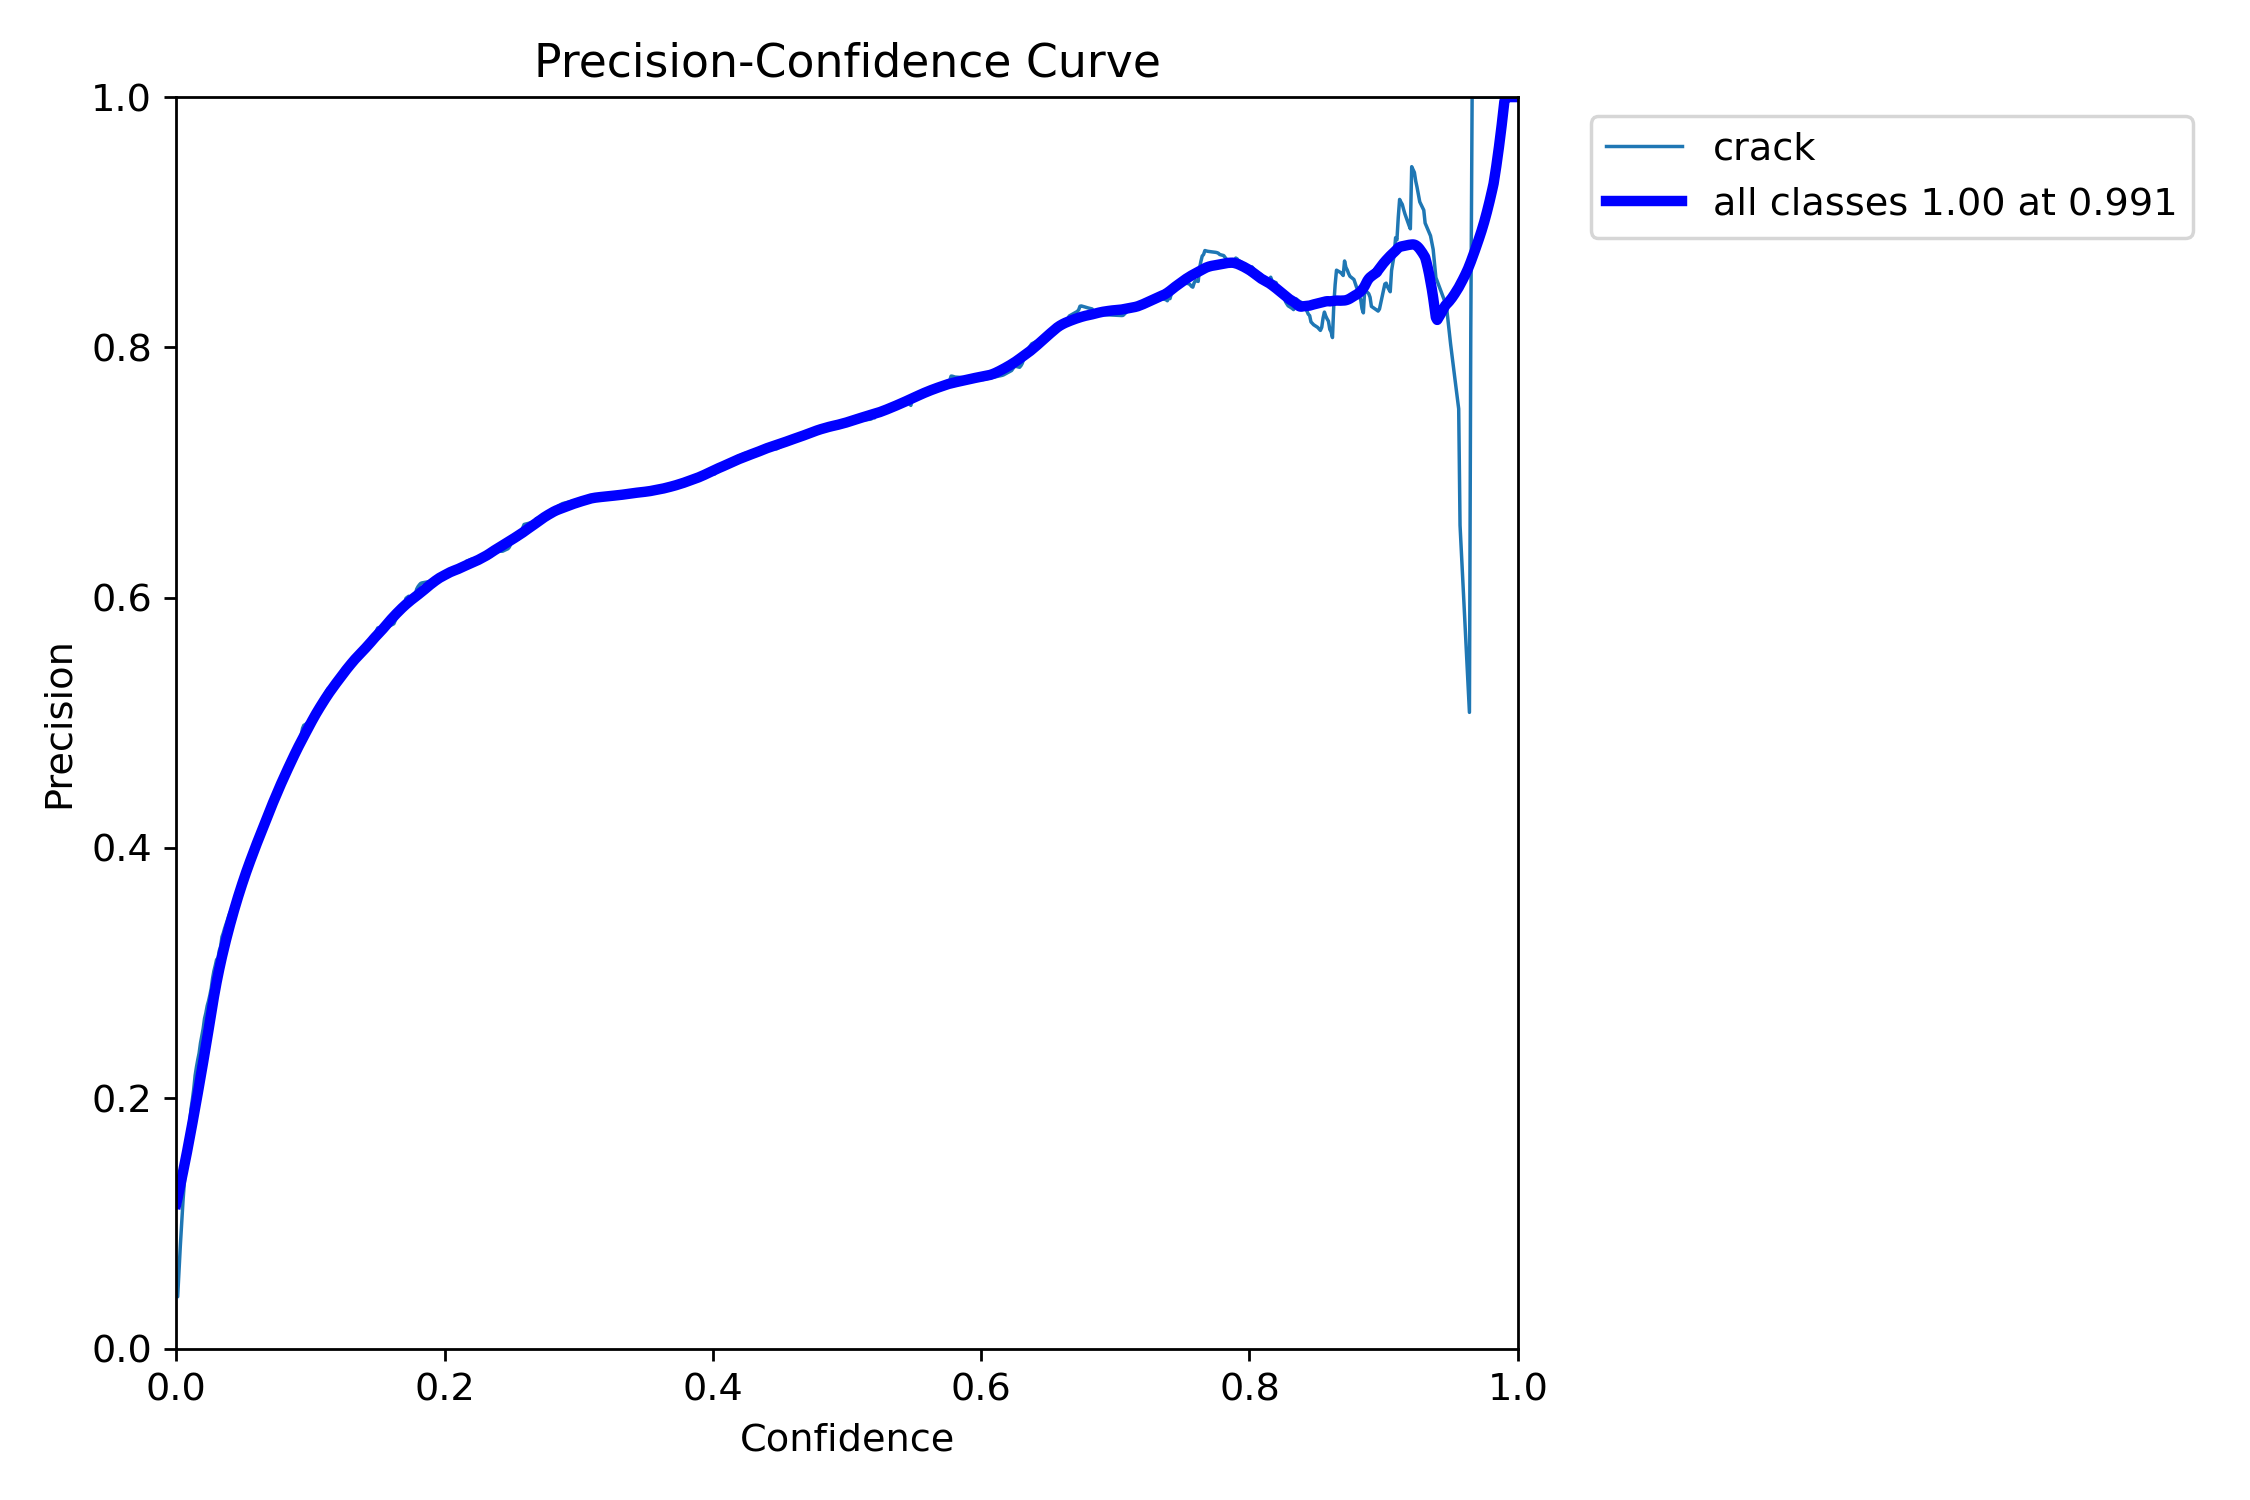 Precision-Confidence Curve
1.0
0.8
0.6
0.4
0.2
0.0
Precision
0.0 0.2 0.4 0.6 0.8 1.0
Confidence
crack
all classes 1.00 at 0.991